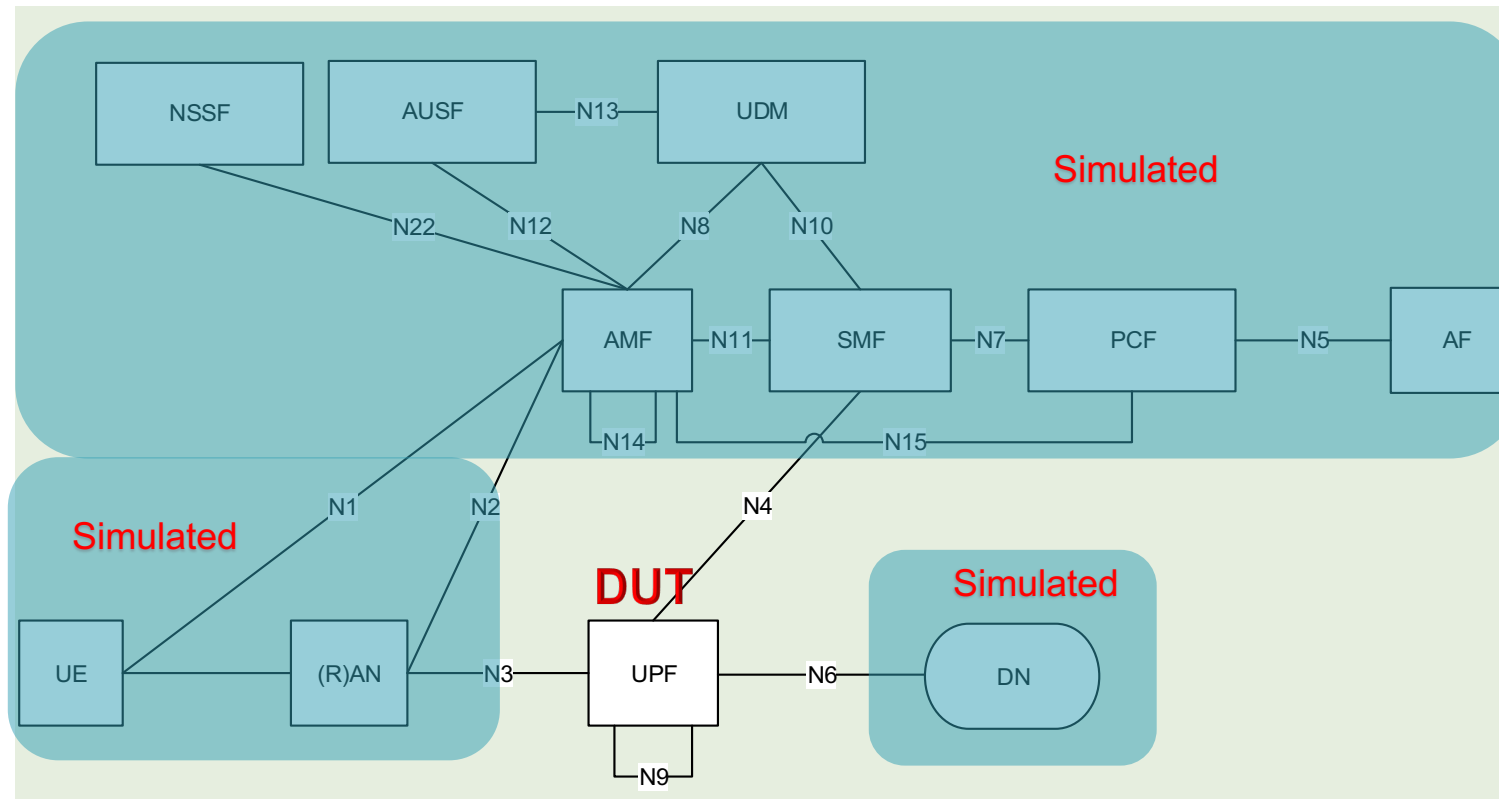 NSSF
AUSF
N13
UDM
Simulated
N22
N12
N8
N10
AMF
N11
SMF
N7
PCF
N5
AF
N14
N15
N1
N2
N4
Simulated
DUT
Simulated
UE
(R)AN
N3
UPF
N6
DN
N9